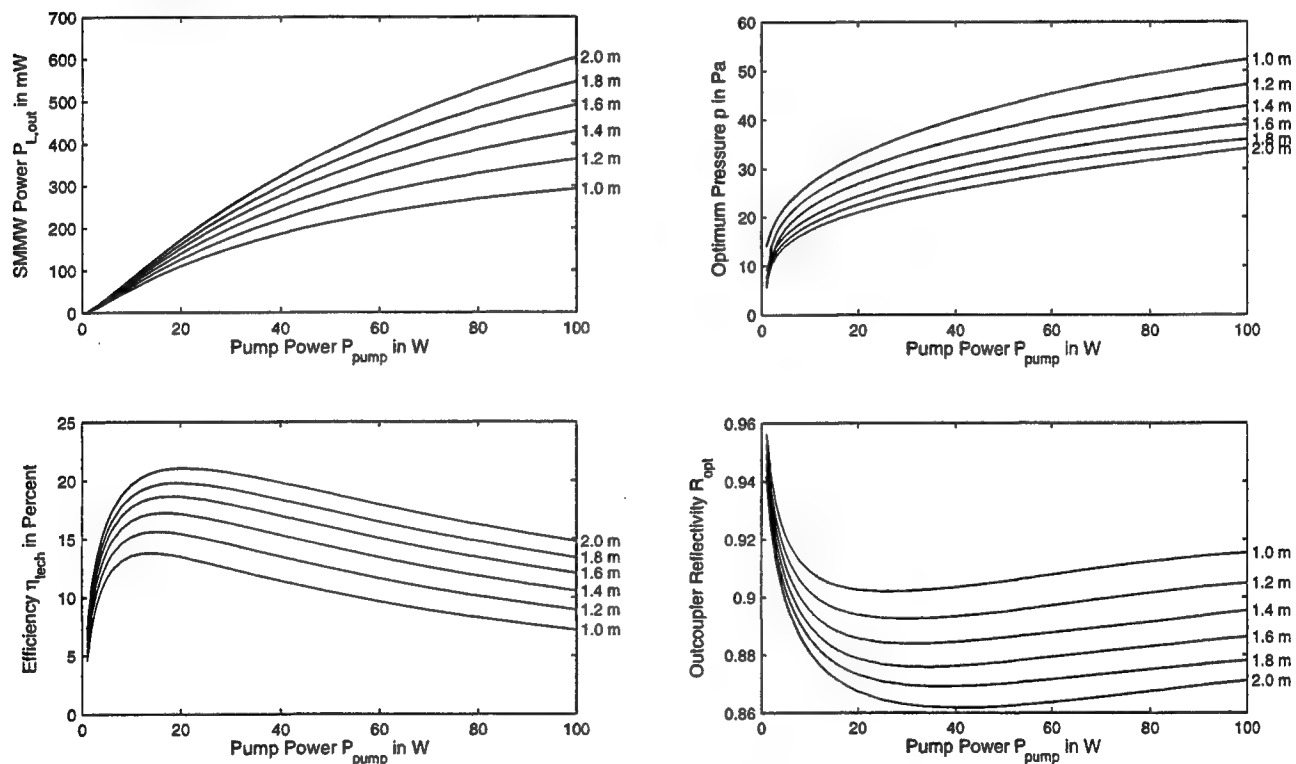 700
600
500
400
300
200
100
0
SMMW Power P_L,out in mW
2.0 m
1.8 m
1.6 m
1.4 m
1.2 m
1.0 m
0 20 40 60 80 100
Pump Power P_pump in W
60
50
40
30
20
10
0
Optimum Pressure p in Pa
1.0 m
1.2 m
1.4 m
1.6 m
1.8 m
2.0 m
0 20 40 60 80 100
Pump Power P_pump in W
25
20
15
10
5
0
Efficiency η_tech in Percent
2.0 m
1.8 m
1.6 m
1.4 m
1.2 m
1.0 m
0 20 40 60 80 100
Pump Power P_pump in W
0.96
0.94
0.92
0.9
0.88
0.86
Outcoupler Reflectivity R_opt
1.0 m
1.2 m
1.4 m
1.6 m
1.8 m
2.0 m
0 20 40 60 80 100
Pump Power P_pump in W